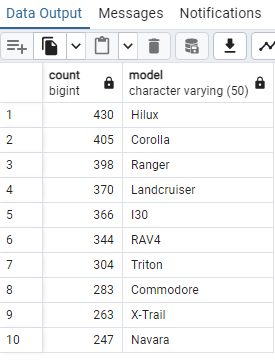 Data Output Messages Notifications
count
bigint
model
character varying (50)
1 430 Hilux
2 405 Corolla
3 398 Ranger
4 370 Landcruiser
5 366 I30
6 344 RAV4
7 304 Triton
8 283 Commodore
9 263 X-Trail
10 247 Navara